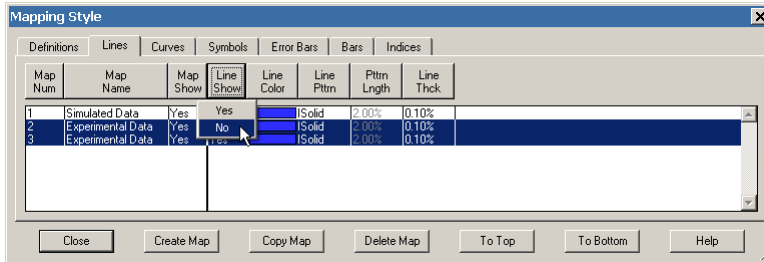 Mapping Style
Definitions Lines Curves Symbols Error Bars Bars Indices
Map Num Map Name Map Show Line Show Line Color Line Pttrn Pttrn Lngth Line Thck
1 Simulated Data Yes Solid 2.00% 0.10%
2 Experimental Data Yes Solid 2.00% 0.10%
3 Experimental Data Yes Yes Solid 2.00% 0.10%
Yes
No
Close Create Map Copy Map Delete Map To Top To Bottom Help